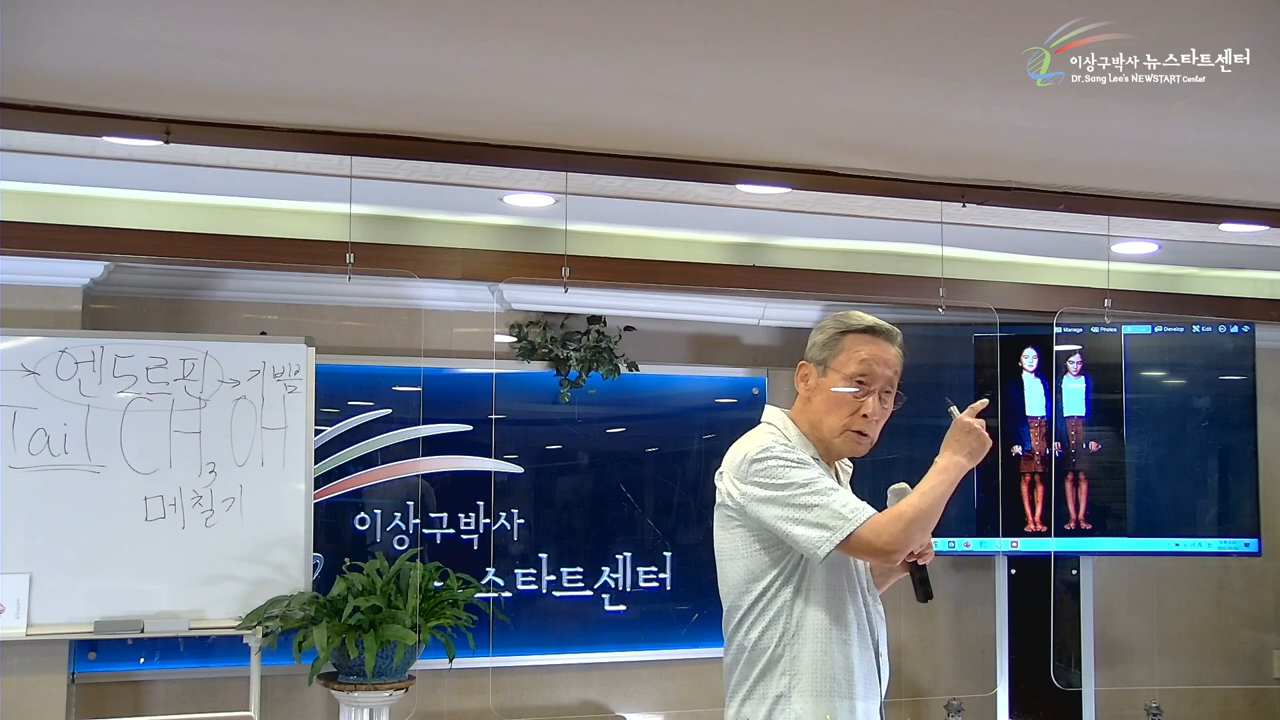 이상구박사 뉴스타트센터
Dr. Sang Lee's NEWSTART Center
→ 엔도르핀 → 기쁨
Tail CH3 OH
메칠기
이상구박사
스타트센터
Manage Photos Develop Edit